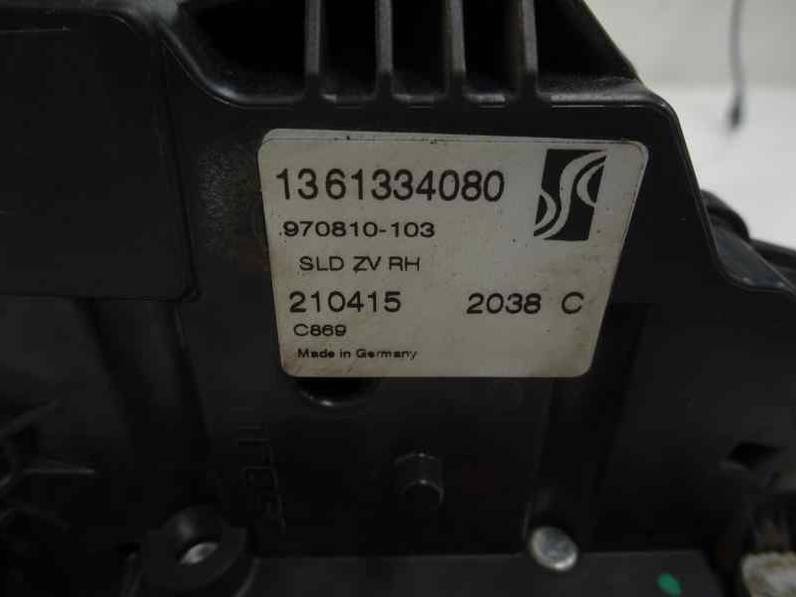 1361334080
970810-103
SLD ZV RH
210415 2038 C
C869
Made in Germany